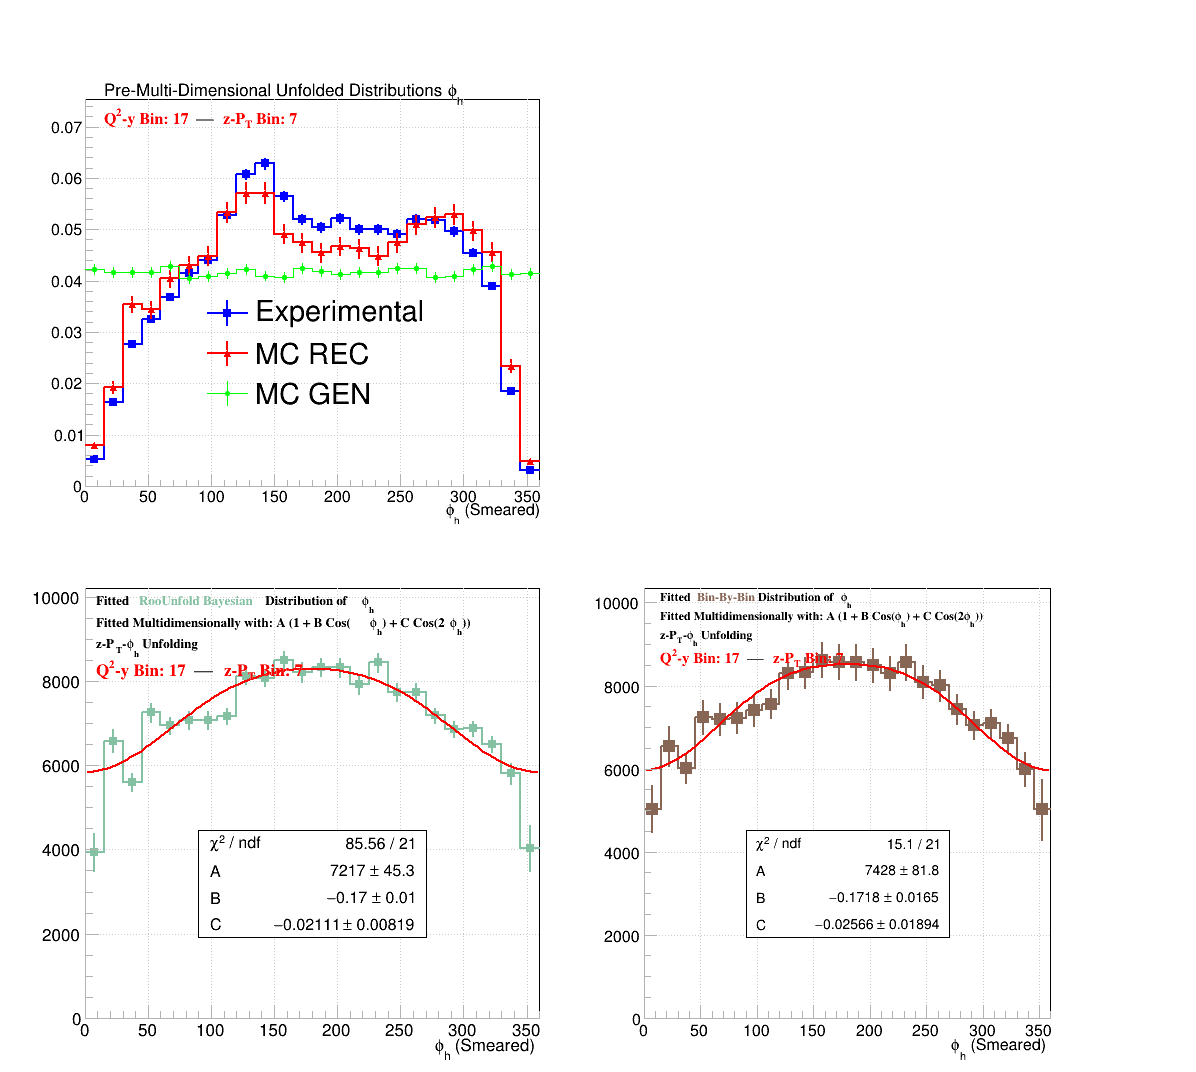 Pre-Multi-Dimensional Unfolded Distributions ϕh
Q²-y Bin: 17 — z-PT Bin: 7
0.07
0.06
0.05
0.04
0.03
0.02
0.01
0
Experimental
MC REC
MC GEN
0 50 100 150 200 250 300 350
ϕh (Smeared)
Fitted RooUnfold Bayesian Distribution of ϕh
Fitted Multidimensionally with: A (1 + B Cos( ϕh) + C Cos(2 ϕh))
z-PT-ϕh Unfolding
Q²-y Bin: 17 — z-PT Bin: 7
10000
8000
6000
4000
2000
0
χ² / ndf 85.56 / 21
A 7217 ± 45.3
B −0.17 ± 0.01
C −0.02111 ± 0.00819
0 50 100 150 200 250 300 350
ϕh (Smeared)
Fitted Bin-By-Bin Distribution of ϕh
Fitted Multidimensionally with: A (1 + B Cos(ϕh) + C Cos(2ϕh))
z-PT-ϕh Unfolding
Q²-y Bin: 17 — z-PT Bin: 7
10000
8000
6000
4000
2000
0
χ² / ndf 15.1 / 21
A 7428 ± 81.8
B −0.1718 ± 0.0165
C −0.02566 ± 0.01894
0 50 100 150 200 250 300 350
ϕh (Smeared)